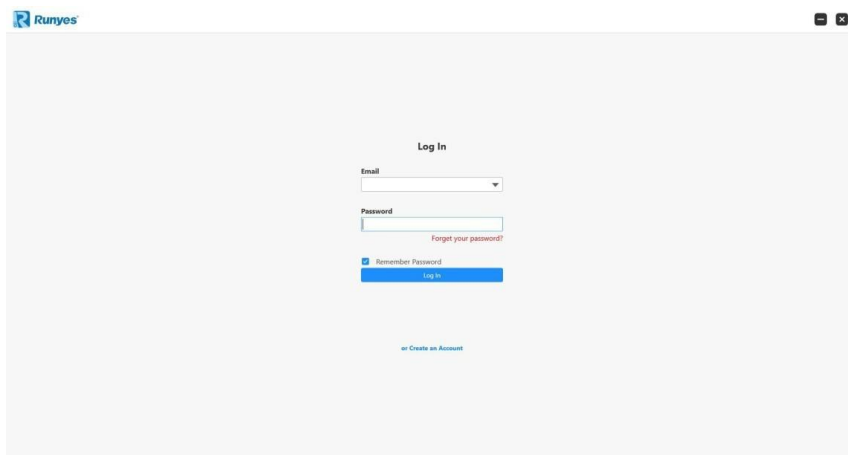 Runyes
Log In
Email
Password
Forget your password?
Remember Password
Log In
or Create an Account